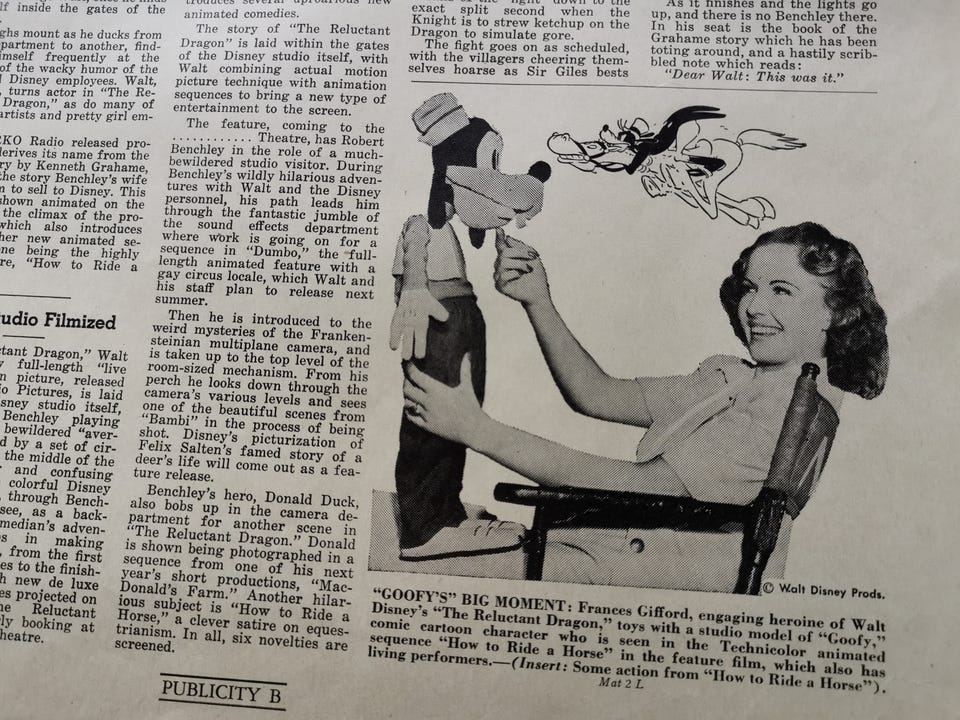 lf inside the gates of the
ghs mount as he ducks from
partment to another, find-
imself frequently at the
of the wacky humor of the
l Disney employees. Walt,
, turns actor in "The Re-
Dragon," as do many of
artists and pretty girl em-
KO Radio released pro-
derives its name from the
ry by Kenneth Grahame,
the story Benchley's wife
n to sell to Disney. This
shown animated on the
the climax of the pro-
which also introduces
her new animated se-
one being the highly
re, "How to Ride a
udio Filmized
ctant Dragon," Walt
y full-length "live
n picture, released
io Pictures, is laid
sney studio itself,
Benchley playing
bewildered "aver-
d by a set of cir-
the middle of the
and confusing
colorful Disney
through Bench-
see, as a back-
median's adven-
s in making
, from the first
es to the finish-
h new de luxe
es projected on
he Reluctant
ly booking at
heatre.
animated comedies.
The story of "The Reluctant
Dragon" is laid within the gates
of the Disney studio itself, with
Walt combining actual motion
picture technique with animation
sequences to bring a new type of
entertainment to the screen.
The feature, coming to the
........... Theatre, has Robert
Benchley in the role of a much-
bewildered studio visitor. During
Benchley's wildly hilarious adven-
tures with Walt and the Disney
personnel, his path leads him
through the fantastic jumble of
the sound effects department
where work is going on for a
sequence in "Dumbo," the full-
length animated feature with a
gay circus locale, which Walt and
his staff plan to release next
summer.
Then he is introduced to the
weird mysteries of the Franken-
steinian multiplane camera, and
is taken up to the top level of the
room-sized mechanism. From his
perch he looks down through the
camera's various levels and sees
one of the beautiful scenes from
"Bambi" in the process of being
shot. Disney's picturization of
Felix Salten's famed story of a
deer's life will come out as a fea-
ture release.
Benchley's hero, Donald Duck,
also bobs up in the camera de-
partment for another scene in
"The Reluctant Dragon." Donald
is shown being photographed in a
sequence from one of his next
year's short productions, "Mac-
Donald's Farm." Another hilar-
ious subject is "How to Ride a
Horse," a clever satire on eques-
trianism. In all, six novelties are
screened.
exact split second when the
Knight is to strew ketchup on the
Dragon to simulate gore.
The fight goes on as scheduled,
with the villagers cheering them-
selves hoarse as Sir Giles bests
As it finishes and the lights go
up, and there is no Benchley there.
In his seat is the book of the
Grahame story which he has been
toting around, and a hastily scrib-
bled note which reads:
"Dear Walt: This was it."
© Walt Disney Prods.
"GOOFY'S" BIG MOMENT: Frances Gifford, engaging heroine of Walt
Disney's "The Reluctant Dragon," toys with a studio model of "Goofy,"
comic cartoon character who is seen in the Technicolor animated
sequence "How to Ride a Horse" in the feature film, which also has
living performers.—(Insert: Some action from "How to Ride a Horse").
Mat 2 L
PUBLICITY B